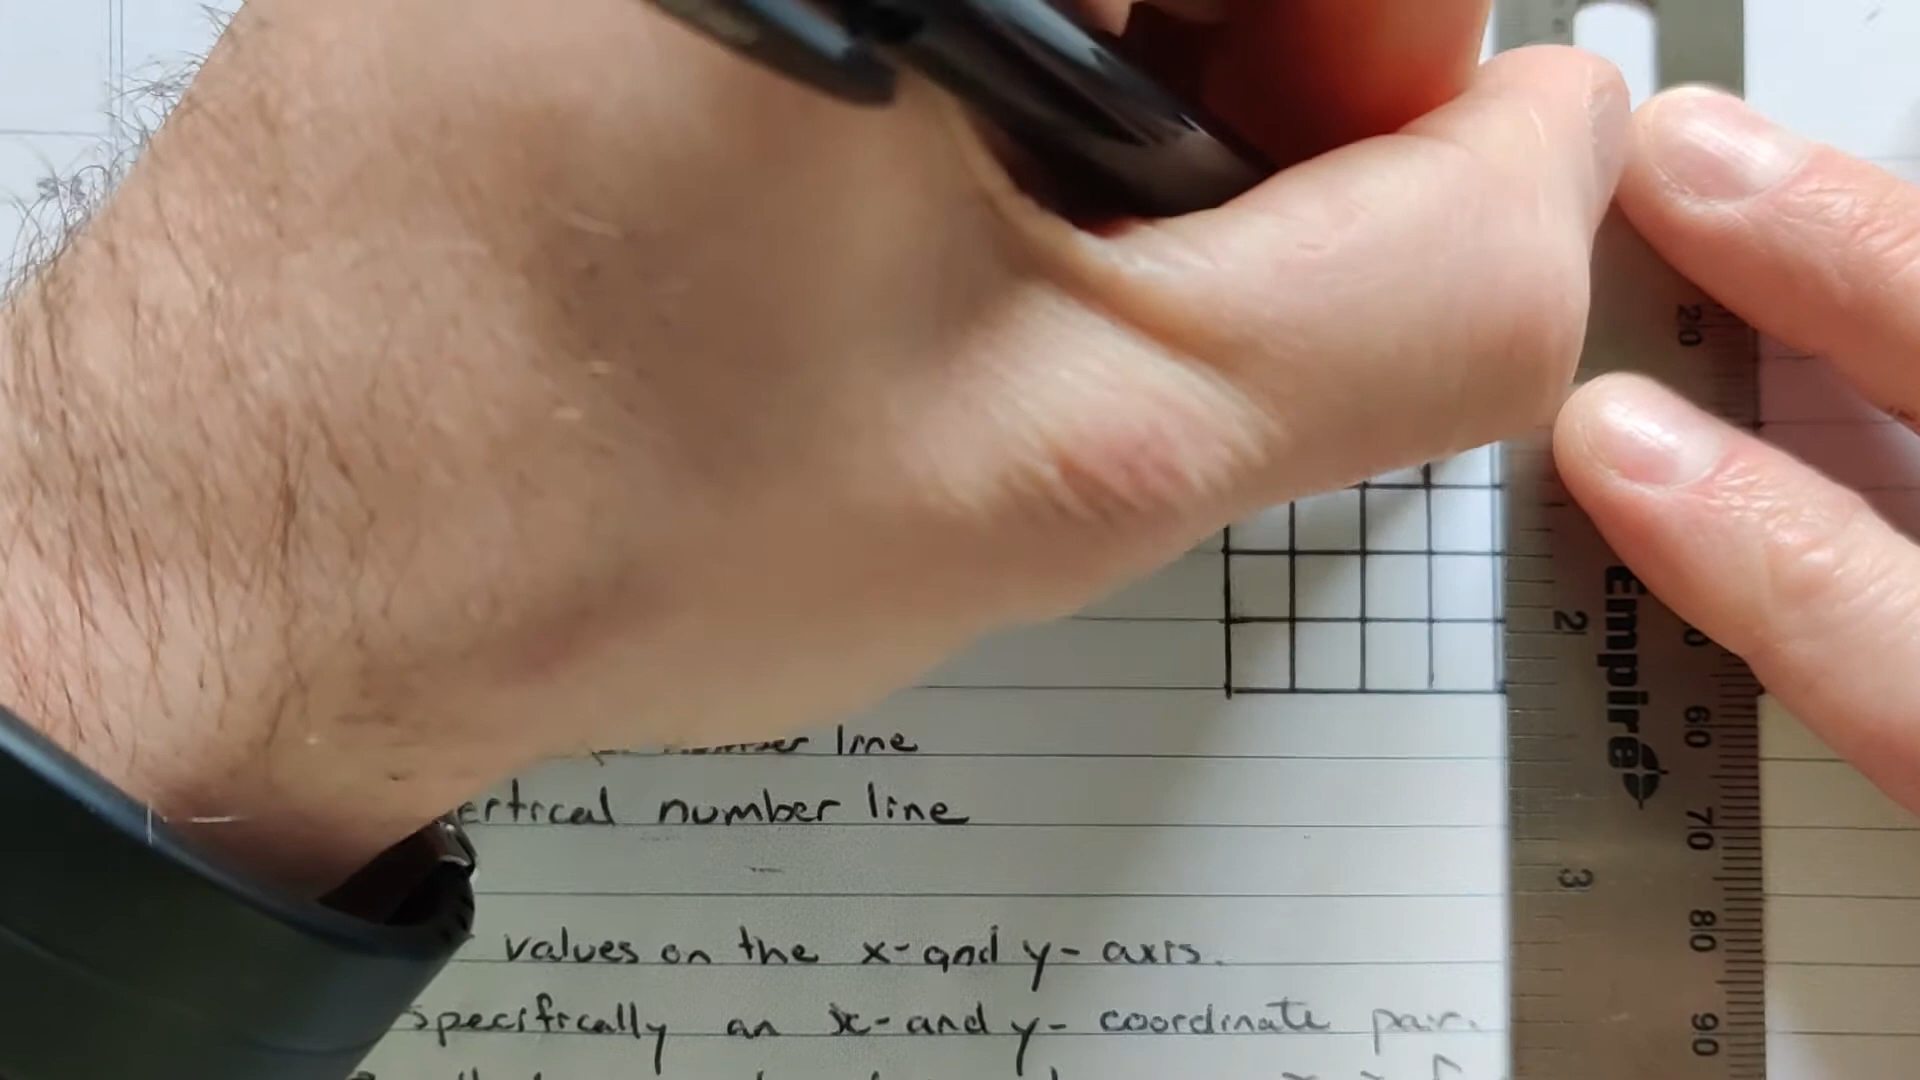 number line
ertical number line
values on the x- and y- axis.
specifically an x- and y- coordinate pair.
20
Empire
2
60
70
3
80
90